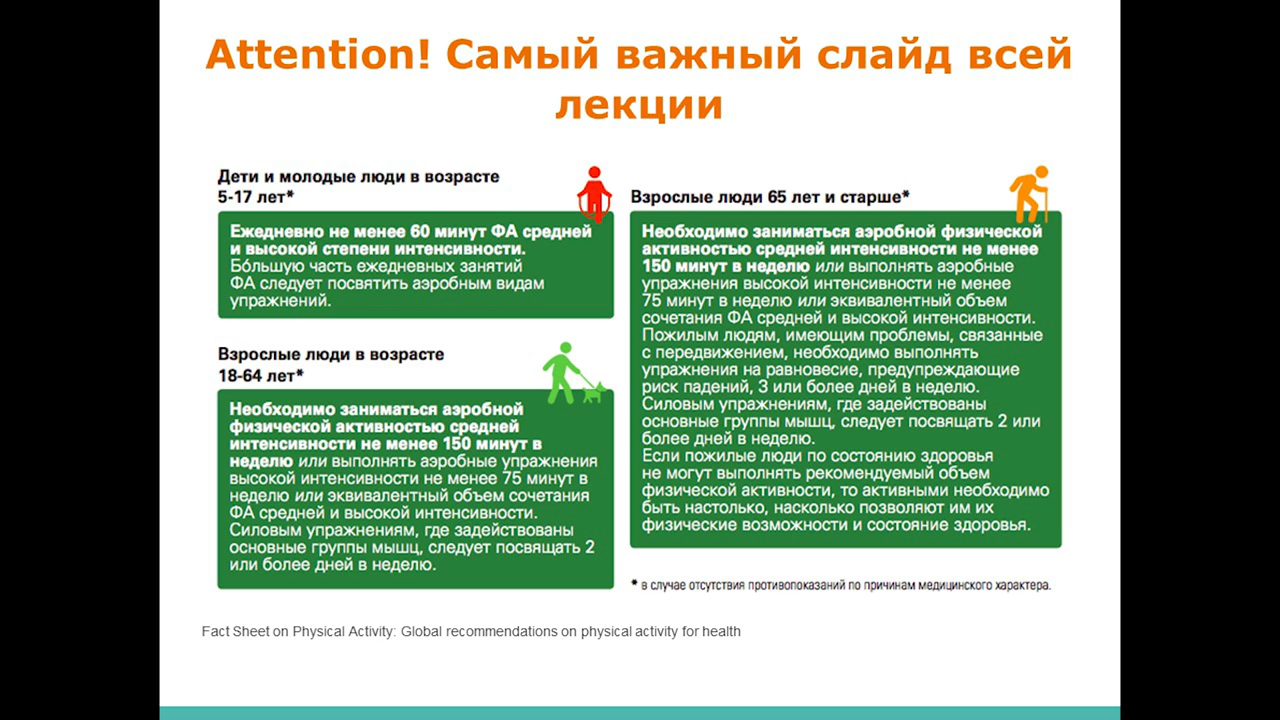 Attention! Самый важный слайд всей
лекции
Дети и молодые люди в возрасте
5-17 лет*
Ежедневно не менее 60 минут ФА средней
и высокой степени интенсивности.
Бóльшую часть ежедневных занятий
ФА следует посвятить аэробным видам
упражнений.
Взрослые люди в возрасте
18-64 лет*
Необходимо заниматься аэробной
физической активностью средней
интенсивности не менее 150 минут в
неделю или выполнять аэробные упражнения
высокой интенсивности не менее 75 минут в
неделю или эквивалентный объем сочетания
ФА средней и высокой интенсивности.
Силовым упражнениям, где задействованы
основные группы мышц, следует посвящать 2
или более дней в неделю.
Взрослые люди 65 лет и старше*
Необходимо заниматься аэробной физической
активностью средней интенсивности не менее
150 минут в неделю или выполнять аэробные
упражнения высокой интенсивности не менее
75 минут в неделю или эквивалентный объем
сочетания ФА средней и высокой интенсивности.
Пожилым людям, имеющим проблемы, связанные
с передвижением, необходимо выполнять
упражнения на равновесие, предупреждающие
риск падений, 3 или более дней в неделю.
Силовым упражнениям, где задействованы
основные группы мышц, следует посвящать 2 или
более дней в неделю.
Если пожилые люди по состоянию здоровья
не могут выполнять рекомендуемый объем
физической активности, то активными необходимо
быть настолько, насколько позволяют им их
физические возможности и состояние здоровья.
* в случае отсутствия противопоказаний по причинам медицинского характера.
Fact Sheet on Physical Activity: Global recommendations on physical activity for health